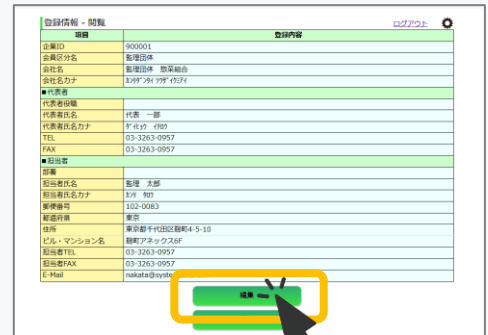 登録情報 - 閲覧 ログアウト
項目 登録内容
企業ID 900001
会員区分名 監理団体
会社名 監理団体 惣菜組合
会社名カナ ｶﾝﾘﾀﾞﾝﾀｲ ｿｳｻﾞｲｸﾐｱｲ
■代表者
代表者役職
代表者氏名 代表 一郎
代表者氏名カナ ﾀﾞｲﾋｮｳ ｲﾁﾛｳ
TEL 03-3263-0957
FAX 03-3263-0957
■担当者
部署
担当者氏名 監理 太郎
担当者氏名カナ ｶﾝﾘ ﾀﾛｳ
郵便番号 102-0083
都道府県 東京
住所 東京都千代田区麹町4-5-10
ビル・マンション名 麹町アネックス6F
担当者TEL 03-3263-0957
担当者FAX 03-3263-0957
E-Mail nakata@syste
編集